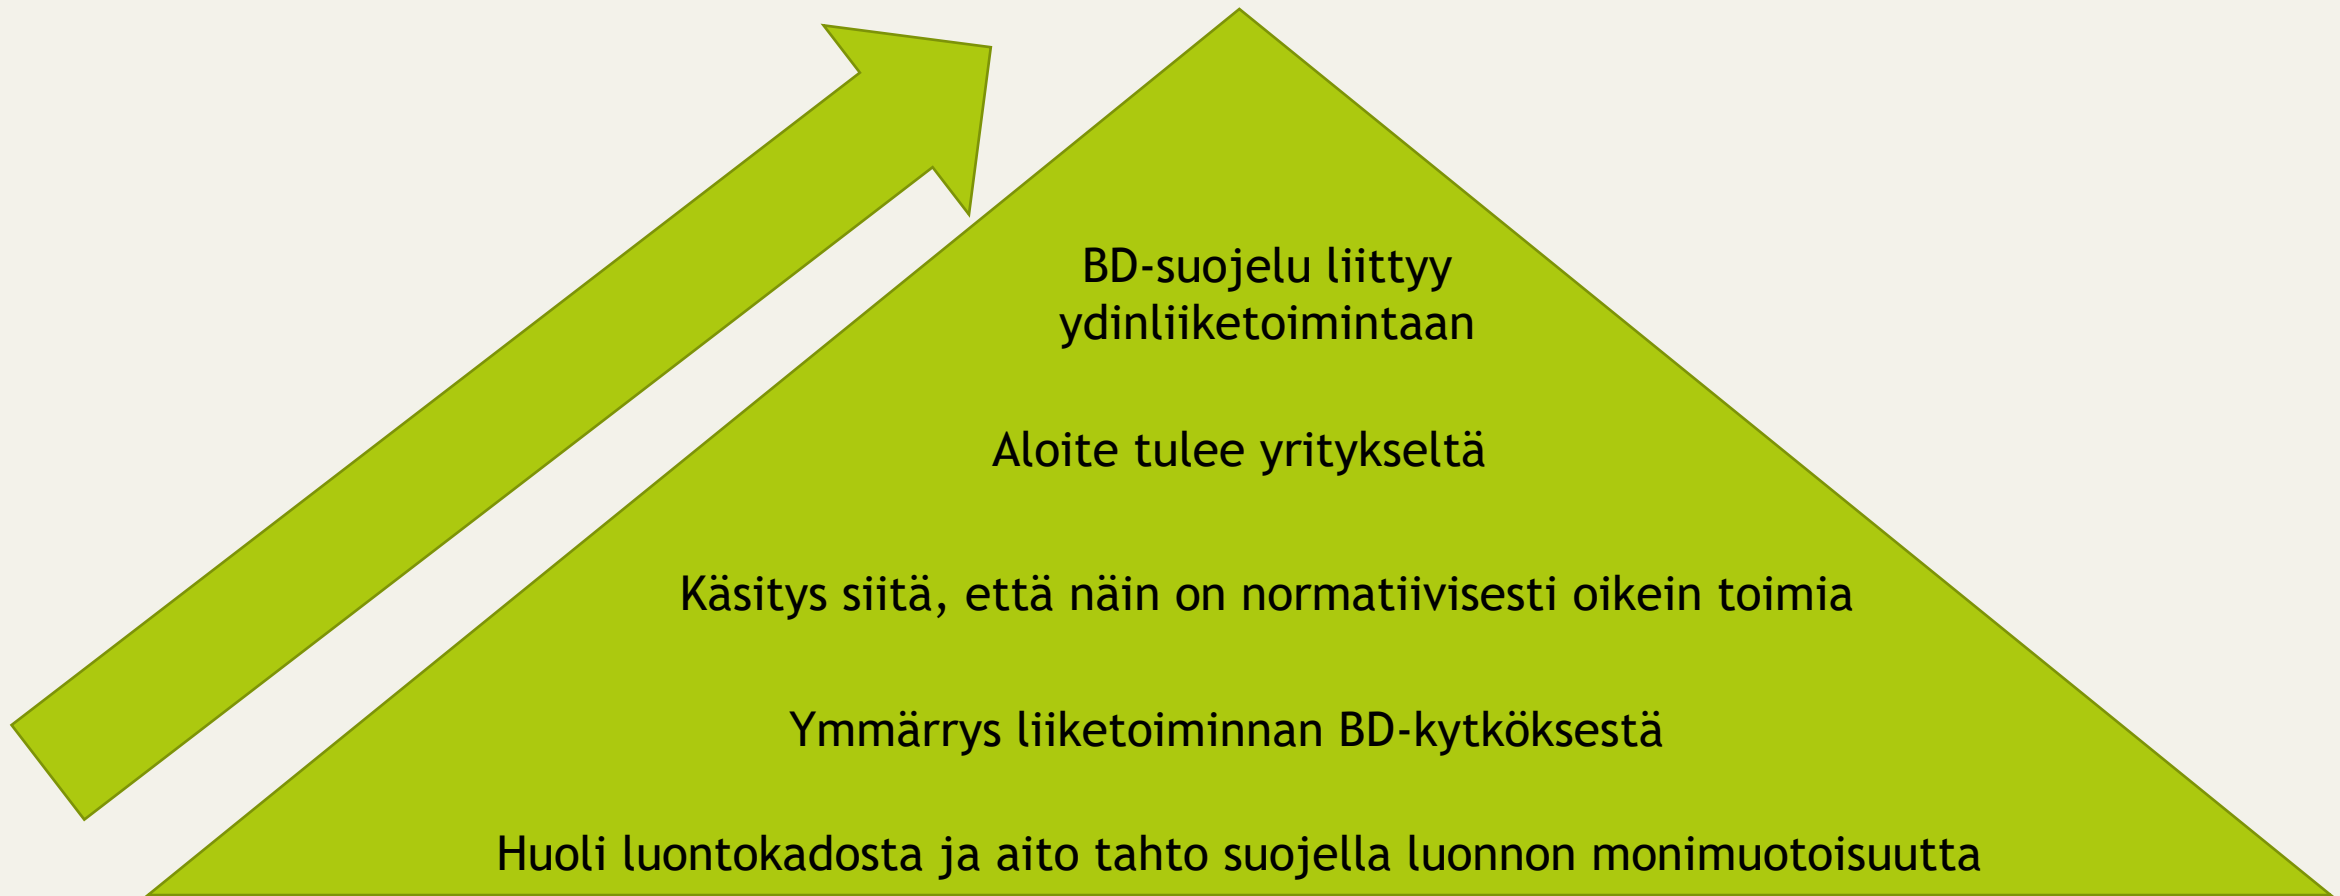 BD-suojelu liittyy
ydinliiketoimintaan
Aloite tulee yritykseltä
Käsitys siitä, että näin on normatiivisesti oikein toimia
Ymmärrys liiketoiminnan BD-kytköksestä
Huoli luontokadosta ja aito tahto suojella luonnon monimuotoisuutta